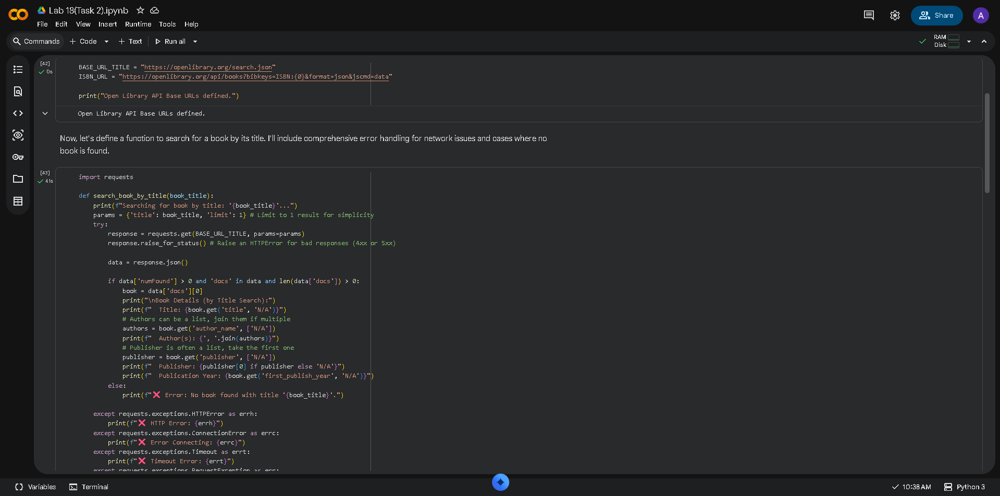 Lab 18(Task 2).ipynb
File Edit View Insert Runtime Tools Help
Share
A
Commands + Code + Text Run all
RAM
Disk
[42]
0s
BASE_URL_TITLE = "https://openlibrary.org/search.json"
ISBN_URL = "https://openlibrary.org/api/books?bibkeys=ISBN:{0}&format=json&jscmd=data"
print("Open Library API Base URLs defined.")
Open Library API Base URLs defined.
Now, let's define a function to search for a book by its title. I'll include comprehensive error handling for network issues and cases where no
book is found.
[43]
41s
import requests
def search_book_by_title(book_title):
    print(f"Searching for book by title: '{book_title}'...")
    params = {'title': book_title, 'limit': 1} # Limit to 1 result for simplicity
    try:
        response = requests.get(BASE_URL_TITLE, params=params)
        response.raise_for_status() # Raise an HTTPError for bad responses (4xx or 5xx)
        data = response.json()
        if data['numFound'] > 0 and 'docs' in data and len(data['docs']) > 0:
            book = data['docs'][0]
            print("\nBook Details (by Title Search):")
            print(f"  Title: {book.get('title', 'N/A')}")
            # Authors can be a list, join them if multiple
            authors = book.get('author_name', ['N/A'])
            print(f"  Author(s): {', '.join(authors)}")
            # Publisher is often a list, take the first one
            publisher = book.get('publisher', ['N/A'])
            print(f"  Publisher: {publisher[0] if publisher else 'N/A'}")
            print(f"  Publication Year: {book.get('first_publish_year', 'N/A')}")
        else:
            print(f"❌ Error: No book found with title '{book_title}'.")
    except requests.exceptions.HTTPError as errh:
        print(f"❌ HTTP Error: {errh}")
    except requests.exceptions.ConnectionError as errc:
        print(f"❌ Error Connecting: {errc}")
    except requests.exceptions.Timeout as errt:
        print(f"❌ Timeout Error: {errt}")
    except requests.exceptions.RequestException as err:
Variables Terminal
10:38 AM Python 3